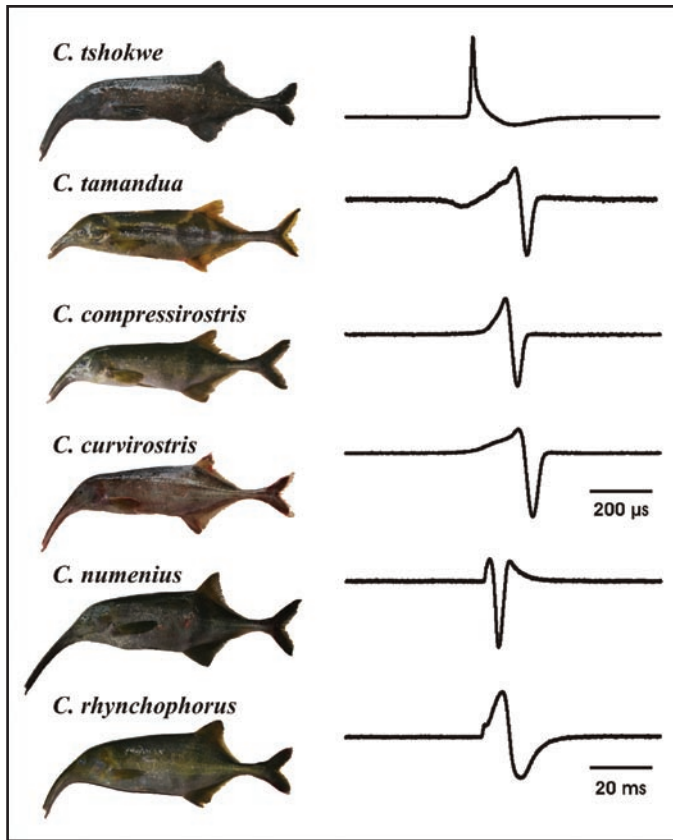 C. tshokwe
C. tamandua
C. compressirostris
C. curvirostris
200 µs
C. numenius
C. rhynchophorus
20 ms